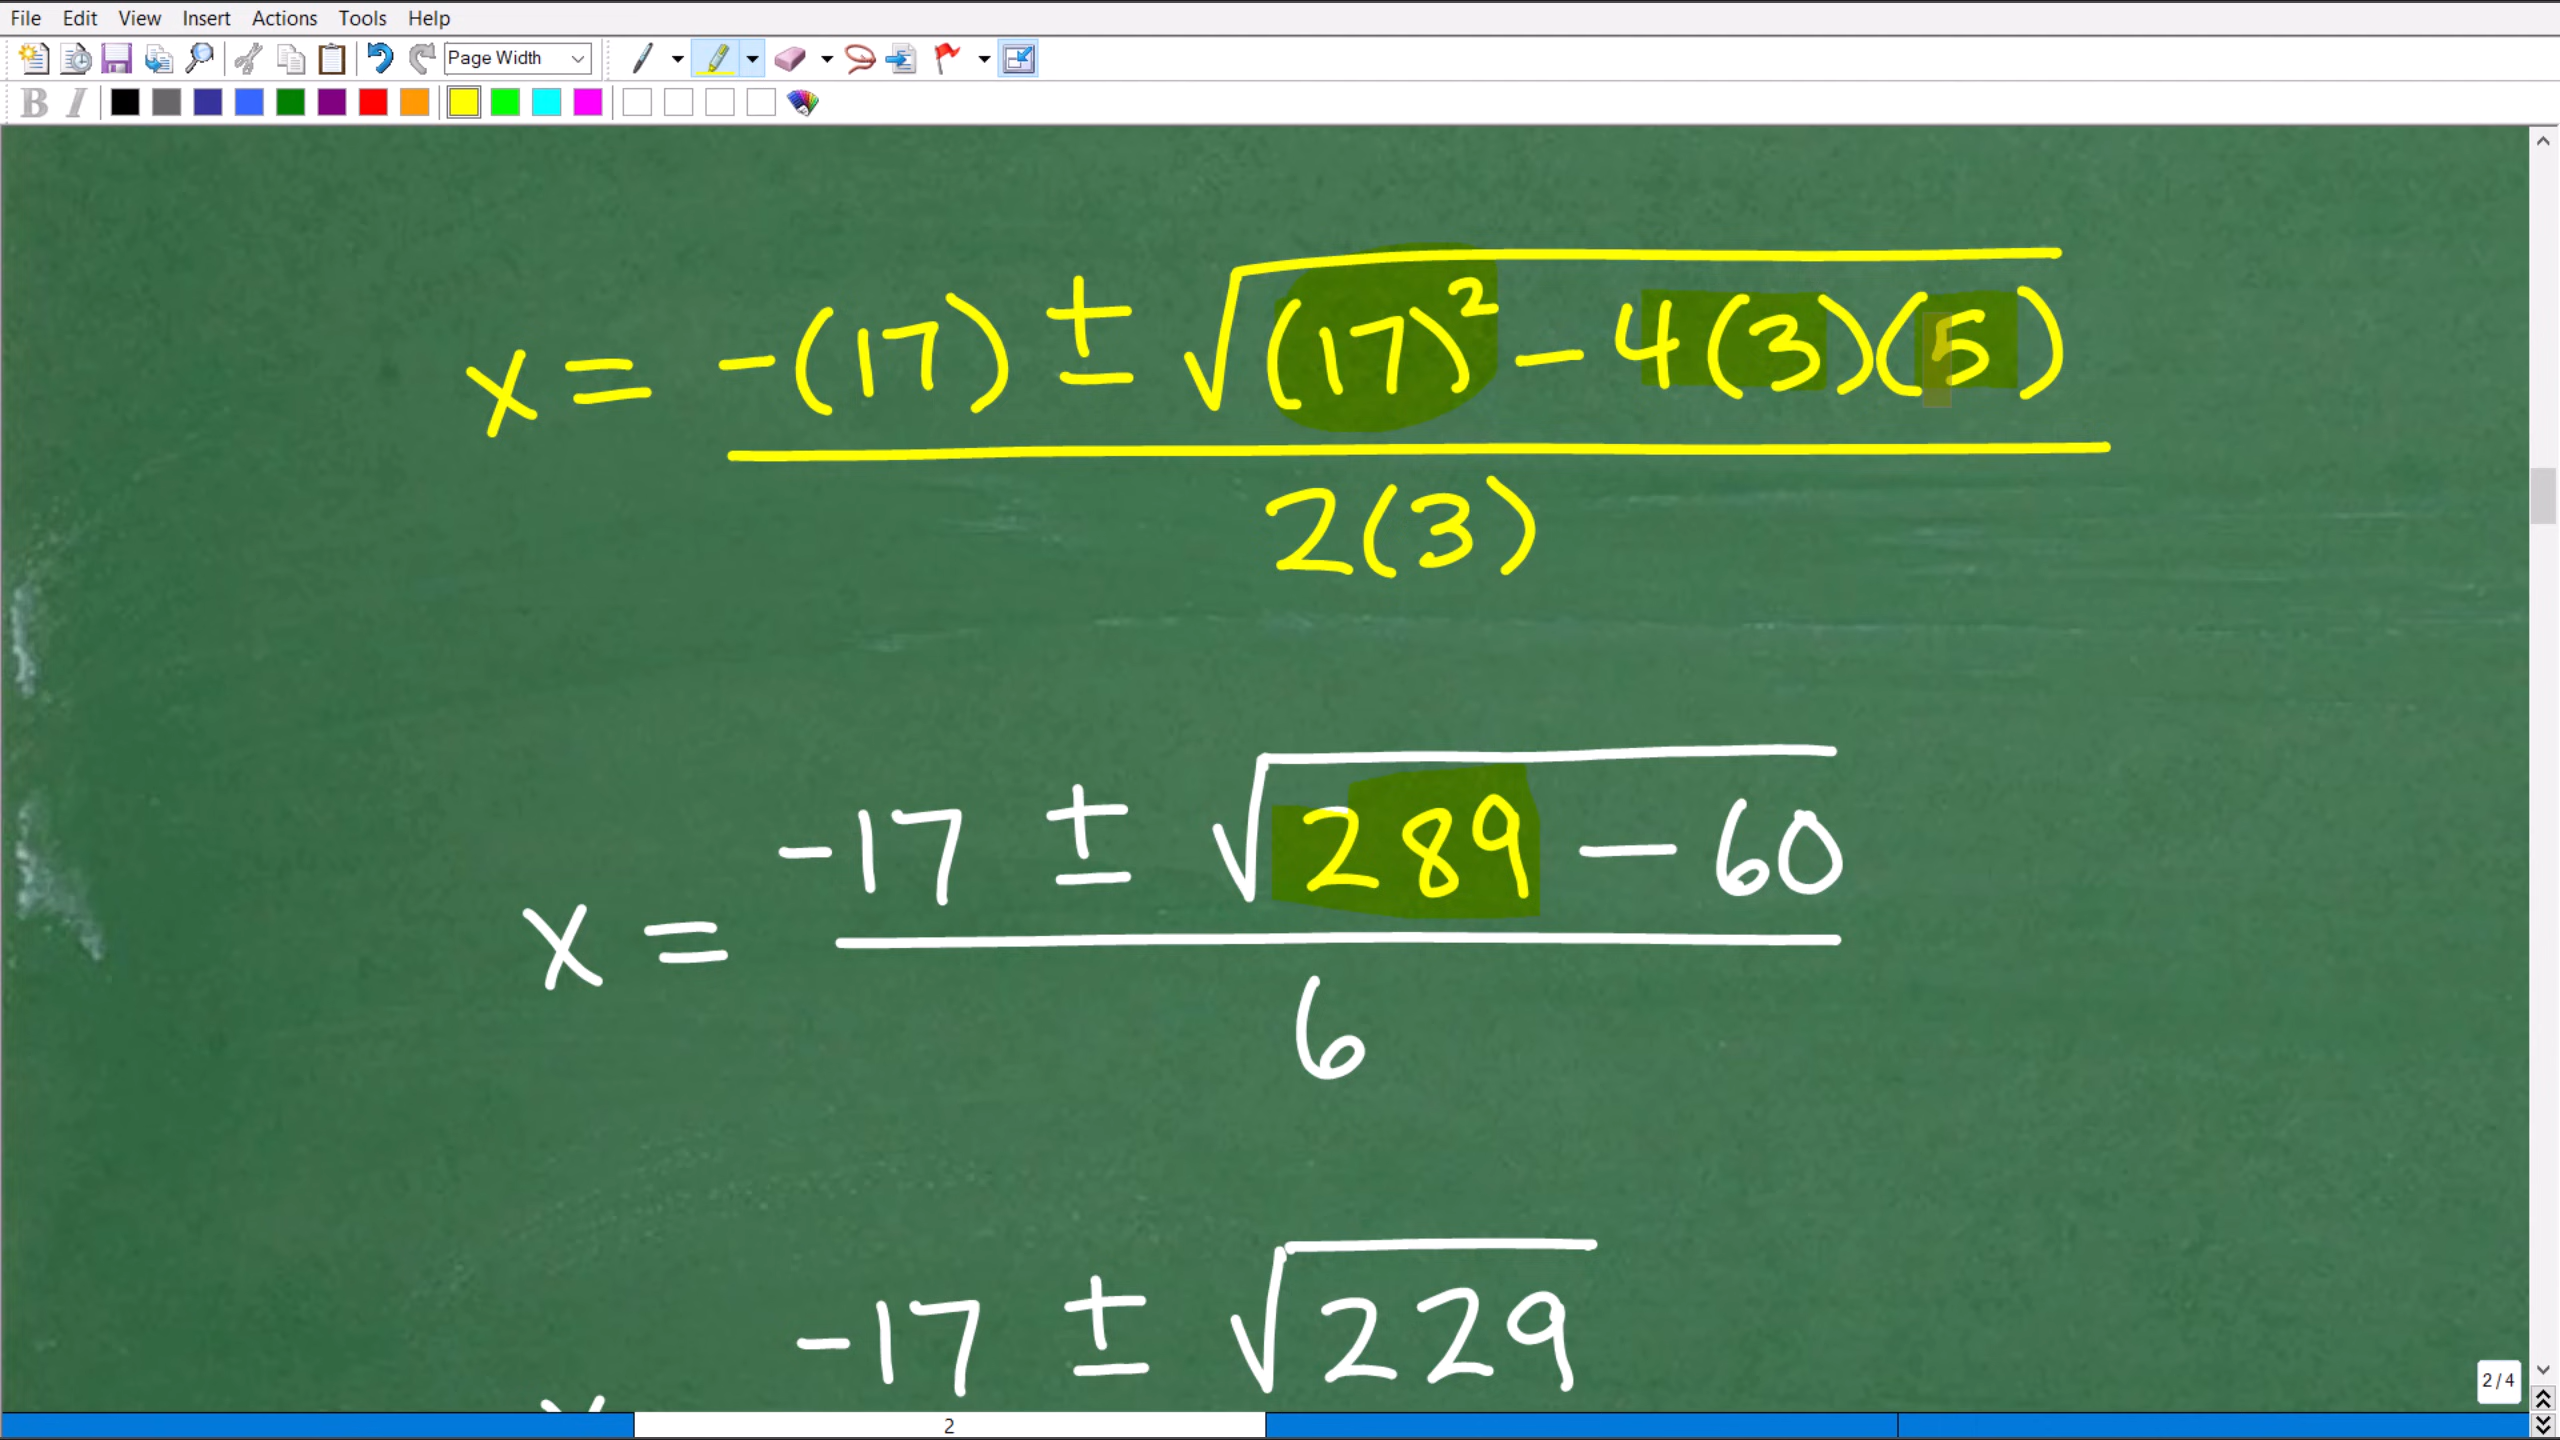 File Edit View Insert Actions Tools Help
Page Width
B I
x = -(17) ± √(17)² - 4(3)(5)
2(3)
x = -17 ± √289 - 60
6
-17 ± √229
x
2/4
2